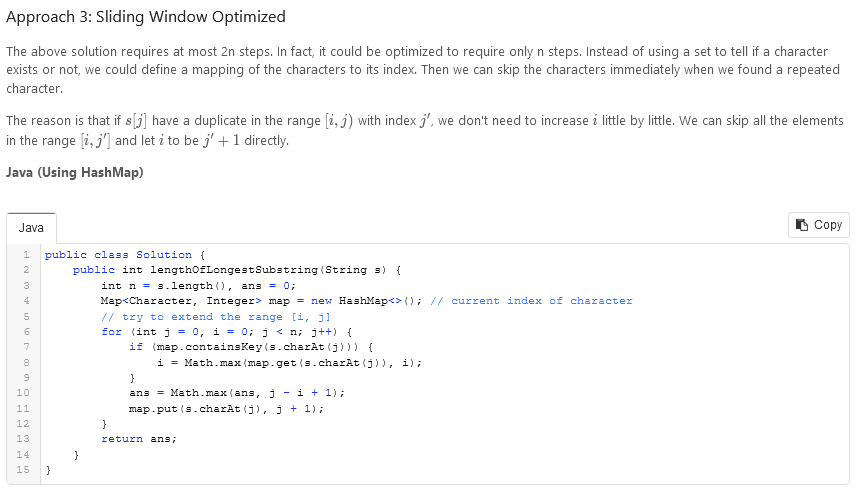 Approach 3: Sliding Window Optimized
The above solution requires at most 2n steps. In fact, it could be optimized to require only n steps. Instead of using a set to tell if a character
exists or not, we could define a mapping of the characters to its index. Then we can skip the characters immediately when we found a repeated
character.
The reason is that if s[j] have a duplicate in the range [i, j) with index j′, we don't need to increase i little by little. We can skip all the elements
in the range [i, j′] and let i to be j′ + 1 directly.
Java (Using HashMap)
Java
Copy
1 public class Solution {
2     public int lengthOfLongestSubstring(String s) {
3         int n = s.length(), ans = 0;
4         Map<Character, Integer> map = new HashMap<>(); // current index of character
5         // try to extend the range [i, j]
6         for (int j = 0, i = 0; j < n; j++) {
7             if (map.containsKey(s.charAt(j))) {
8                 i = Math.max(map.get(s.charAt(j)), i);
9             }
10             ans = Math.max(ans, j - i + 1);
11             map.put(s.charAt(j), j + 1);
12         }
13         return ans;
14     }
15 }